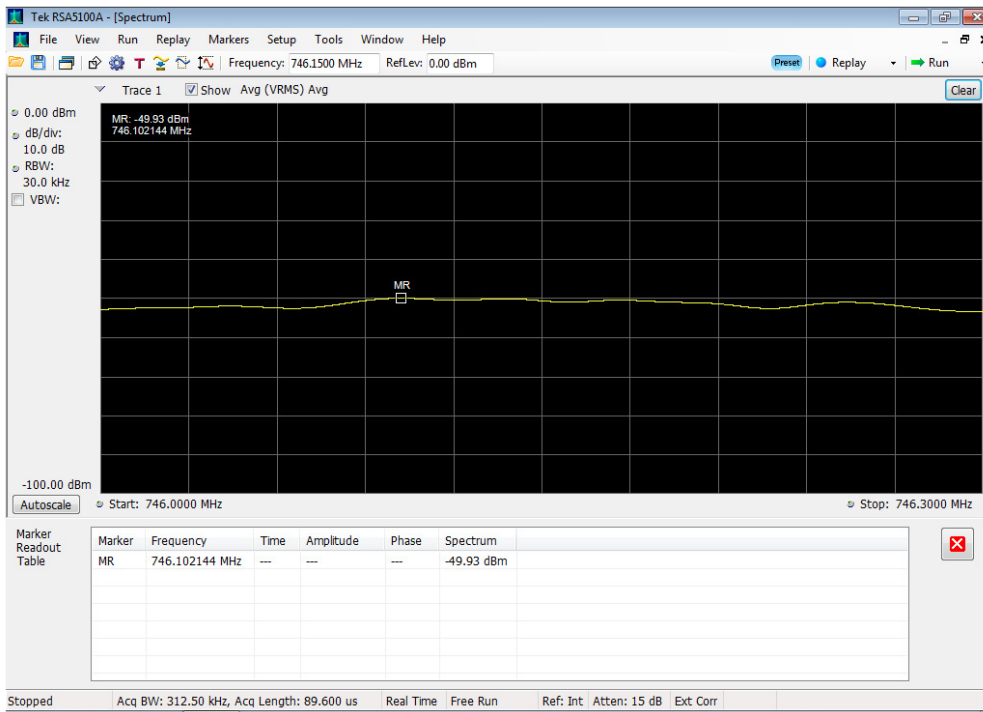 Tek RSA5100A - [Spectrum]
File View Run Replay Markers Setup Tools Window Help
T Frequency: 746.1500 MHz RefLev: 0.00 dBm Preset Replay Run
Trace 1 Show Avg (VRMS) Avg Clear
0.00 dBm
dB/div:
10.0 dB
RBW:
30.0 kHz
VBW:
MR: -49.93 dBm
746.102144 MHz
MR
-100.00 dBm
Autoscale Start: 746.0000 MHz Stop: 746.3000 MHz
Marker
Readout
Table
Marker Frequency Time Amplitude Phase Spectrum
MR 746.102144 MHz --- --- --- -49.93 dBm
Stopped Acq BW: 312.50 kHz, Acq Length: 89.600 us Real Time Free Run Ref: Int Atten: 15 dB Ext Corr